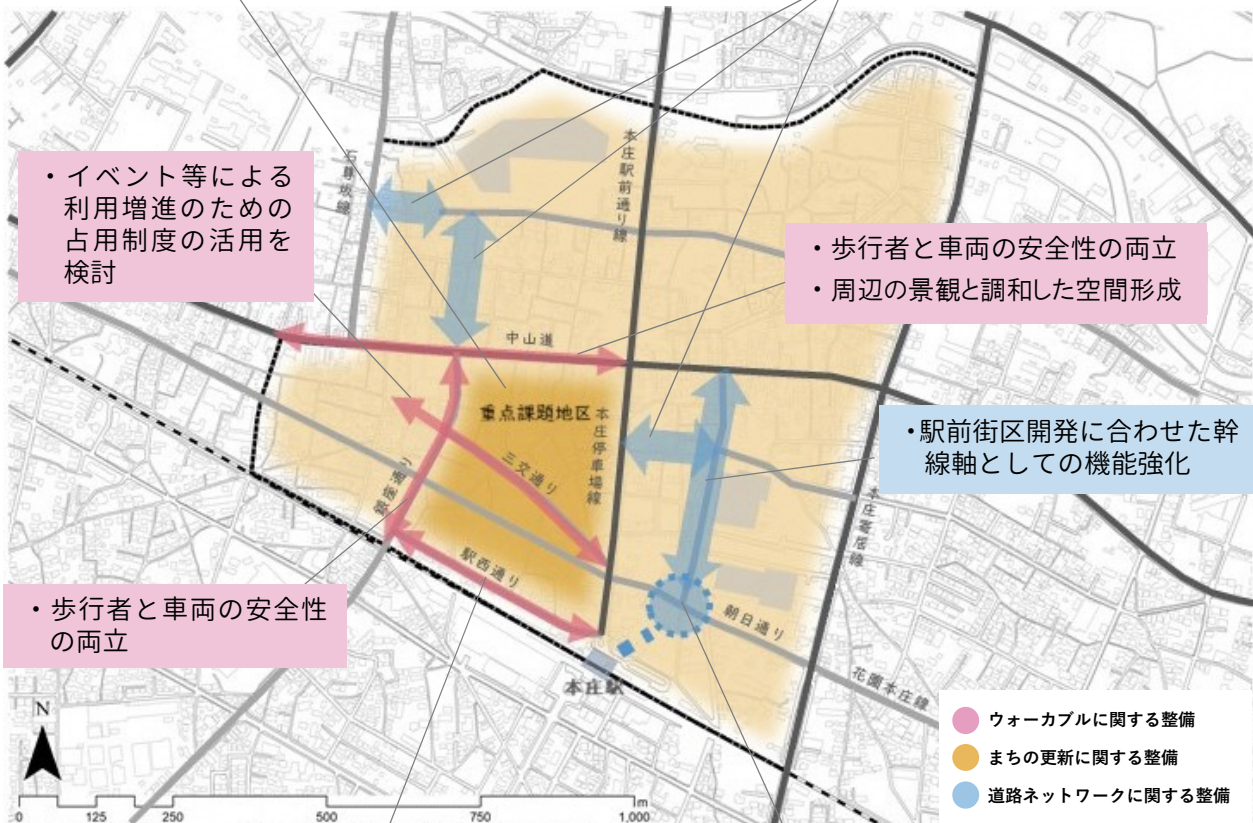 ・イベント等による
利用増進のための
占用制度の活用を
検討
石尊坂線
本庄駅前通り線
・歩行者と車両の安全性の両立
・周辺の景観と調和した空間形成
中山道
重点課題地区
本庄停車場線
・駅前街区開発に合わせた幹
線軸としての機能強化
三交通り
銀座通り
本庄寄居線
駅西通り
・歩行者と車両の安全性
の両立
朝日通り
本庄駅
花園本庄線
N
ウォーカブルに関する整備
まちの更新に関する整備
道路ネットワークに関する整備
0 125 250 500 750 1,000 m